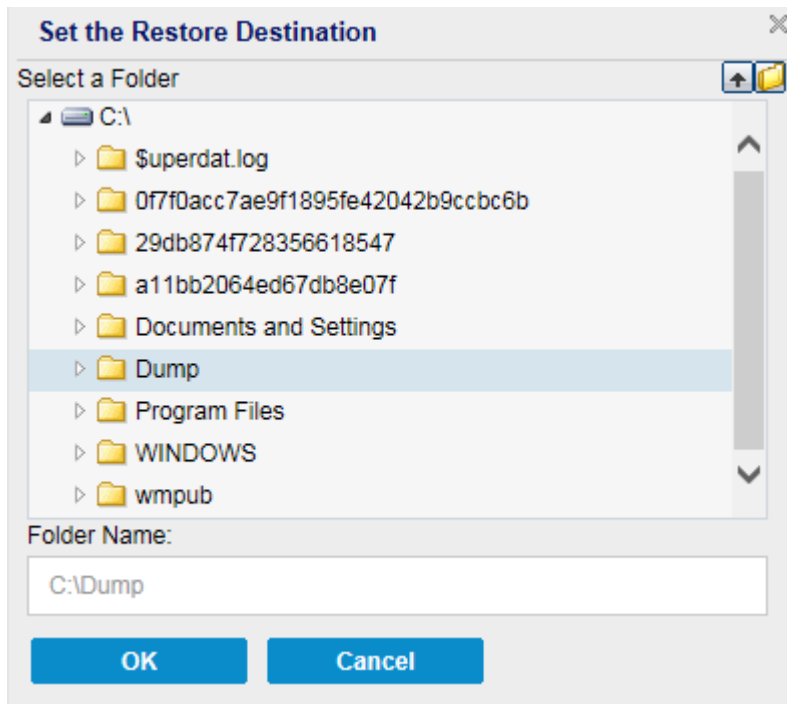 Set the Restore Destination
Select a Folder
C:\
$uperdat.log
0f7f0acc7ae9f1895fe42042b9ccbc6b
29db874f728356618547
a11bb2064ed67db8e07f
Documents and Settings
Dump
Program Files
WINDOWS
wmpub
Folder Name:
C:\Dump
OK Cancel